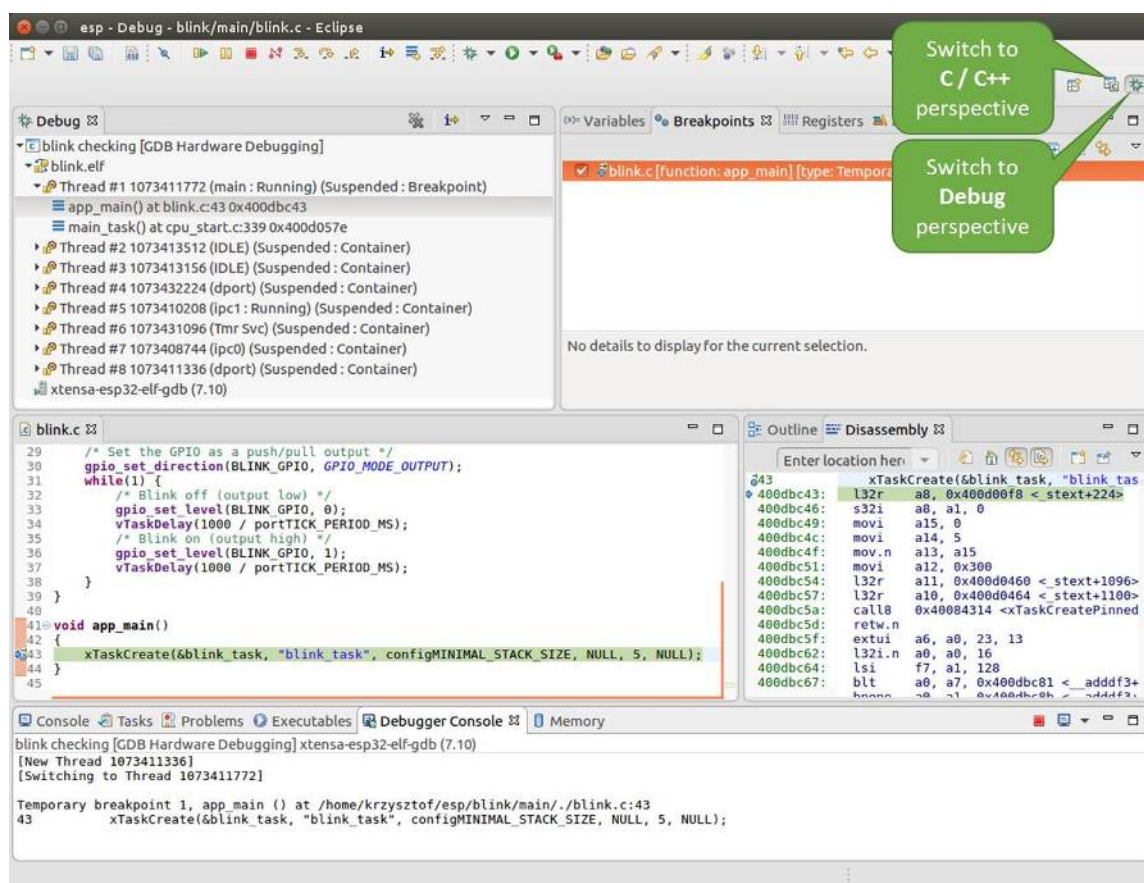 esp - Debug - blink/main/blink.c - Eclipse
Switch to
C / C++
perspective
Debug
(x)= Variables
Breakpoints
Registers
blink checking [GDB Hardware Debugging]
blink.elf
Thread #1 1073411772 (main : Running) (Suspended : Breakpoint)
app_main() at blink.c:43 0x400dbc43
main_task() at cpu_start.c:339 0x400d057e
Thread #2 1073413512 (IDLE) (Suspended : Container)
Thread #3 1073413156 (IDLE) (Suspended : Container)
Thread #4 1073432224 (dport) (Suspended : Container)
Thread #5 1073410208 (ipc1 : Running) (Suspended : Container)
Thread #6 1073431096 (Tmr Svc) (Suspended : Container)
Thread #7 1073408744 (ipc0) (Suspended : Container)
Thread #8 1073411336 (dport) (Suspended : Container)
xtensa-esp32-elf-gdb (7.10)
blink.c [function: app_main] [type: Tempora
Switch to
Debug
perspective
No details to display for the current selection.
blink.c
29 /* Set the GPIO as a push/pull output */
30 gpio_set_direction(BLINK_GPIO, GPIO_MODE_OUTPUT);
31 while(1) {
32 /* Blink off (output low) */
33 gpio_set_level(BLINK_GPIO, 0);
34 vTaskDelay(1000 / portTICK_PERIOD_MS);
35 /* Blink on (output high) */
36 gpio_set_level(BLINK_GPIO, 1);
37 vTaskDelay(1000 / portTICK_PERIOD_MS);
38 }
39 }
40
41 void app_main()
42 {
43 xTaskCreate(&blink_task, "blink_task", configMINIMAL_STACK_SIZE, NULL, 5, NULL);
44 }
45
Outline Disassembly
Enter location her
43 xTaskCreate(&blink_task, "blink_tas
400dbc43: l32r a8, 0x400d00f8 <_stext+224>
400dbc46: s32i a8, a1, 0
400dbc49: movi a15, 0
400dbc4c: movi a14, 5
400dbc4f: mov.n a13, a15
400dbc51: movi a12, 0x300
400dbc54: l32r a11, 0x400d0460 <_stext+1096>
400dbc57: l32r a10, 0x400d0464 <_stext+1100>
400dbc5a: call8 0x40084314 <xTaskCreatePinned
400dbc5d: retw.n
400dbc5f: extui a6, a0, 23, 13
400dbc62: l32i.n a0, a0, 16
400dbc64: lsi f7, a1, 128
400dbc67: blt a0, a7, 0x400dbc81 <__adddf3+
Console Tasks Problems Executables Debugger Console Memory
blink checking [GDB Hardware Debugging] xtensa-esp32-elf-gdb (7.10)
[New Thread 1073411336]
[Switching to Thread 1073411772]
Temporary breakpoint 1, app_main () at /home/krzysztof/esp/blink/main/./blink.c:43
43 xTaskCreate(&blink_task, "blink_task", configMINIMAL_STACK_SIZE, NULL, 5, NULL);